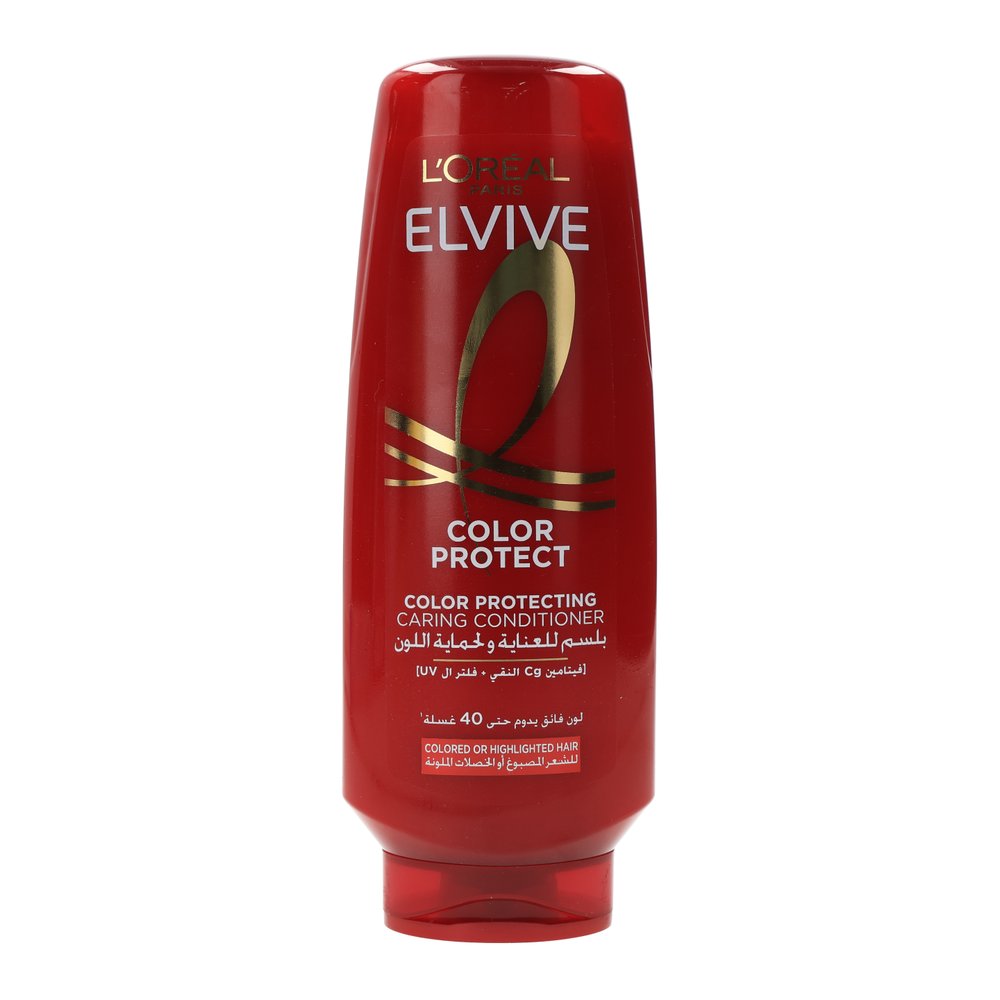 L'ORÉAL
PARIS
ELVIVE
COLOR
PROTECT
COLOR PROTECTING
CARING CONDITIONER
بلسم للعناية ولحماية اللون
[فيتامين Cg النقي + فلتر ال UV]
لون فائق يدوم حتى 40 غسلة¹
COLORED OR HIGHLIGHTED HAIR
للشعر المصبوغ أو الخصلات الملونة